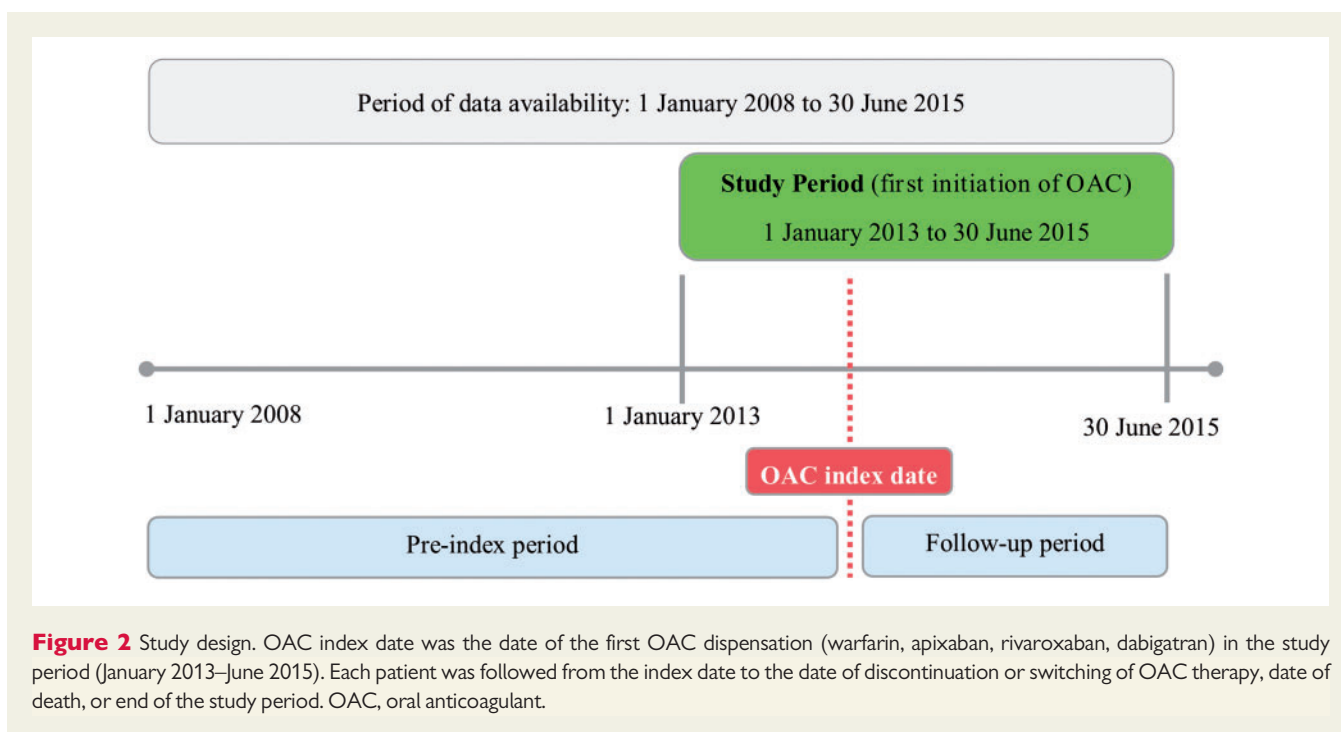 Period of data availability: 1 January 2008 to 30 June 2015
Study Period (first initiation of OAC)
1 January 2013 to 30 June 2015
1 January 2008
1 January 2013
30 June 2015
OAC index date
Pre-index period
Follow-up period
Figure 2 Study design. OAC index date was the date of the first OAC dispensation (warfarin, apixaban, rivaroxaban, dabigatran) in the study
period (January 2013–June 2015). Each patient was followed from the index date to the date of discontinuation or switching of OAC therapy, date of
death, or end of the study period. OAC, oral anticoagulant.